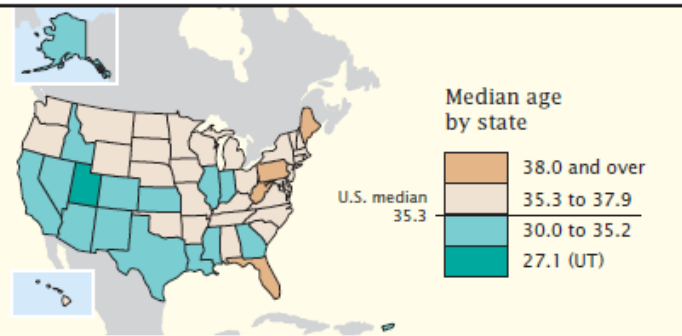 Median age
by state
38.0 and over
U.S. median
35.3
35.3 to 37.9
30.0 to 35.2
27.1 (UT)